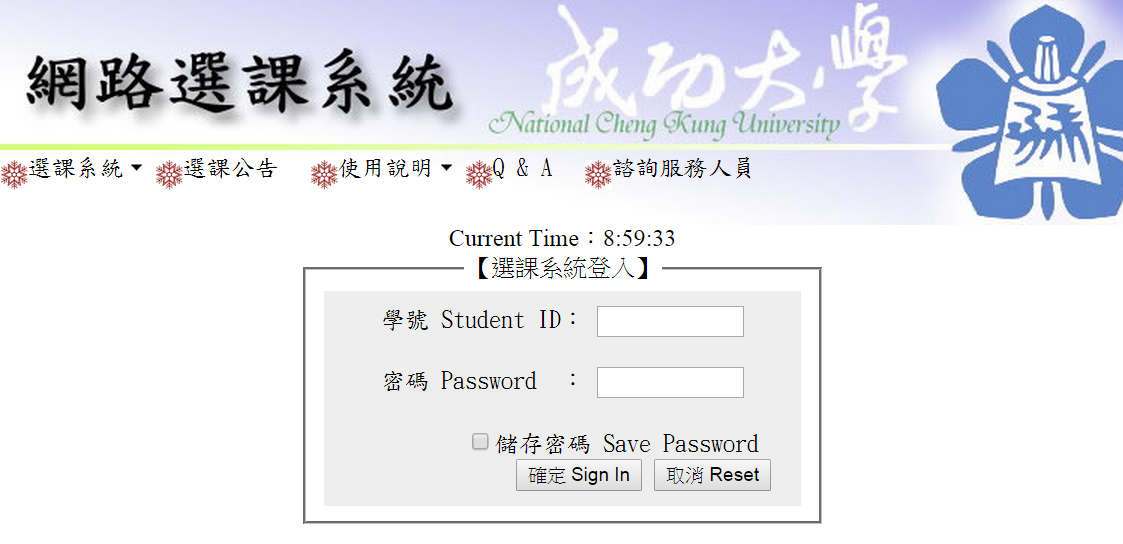 網路選課系統
成功大學
National Cheng Kung University
選課系統 選課公告 使用說明 Q & A 諮詢服務人員
Current Time：8:59:33
【選課系統登入】
學號 Student ID：
密碼 Password ：
儲存密碼 Save Password
確定 Sign In 取消 Reset